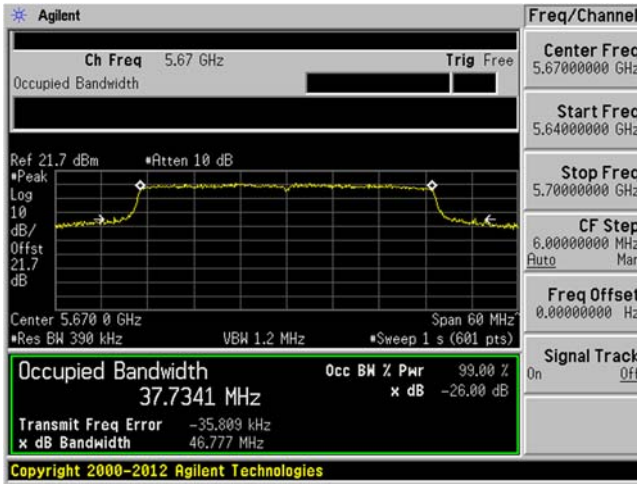 Agilent
Freq/Channel
Ch Freq 5.67 GHz Trig Free
Occupied Bandwidth
Center Freq
5.67000000 GHz
Start Freq
5.64000000 GHz
Stop Freq
5.70000000 GHz
CF Step
6.00000000 MHz
Auto Man
Freq Offset
0.00000000 Hz
Signal Track
On Off
Ref 21.7 dBm #Atten 10 dB
#Peak
Log
10
dB/
Offst
21.7
dB
Center 5.670 0 GHz Span 60 MHz
#Res BW 390 kHz VBW 1.2 MHz #Sweep 1 s (601 pts)
Occupied Bandwidth
37.7341 MHz
Occ BW % Pwr 99.00 %
x dB -26.00 dB
Transmit Freq Error -35.809 kHz
x dB Bandwidth 46.777 MHz
Copyright 2000-2012 Agilent Technologies